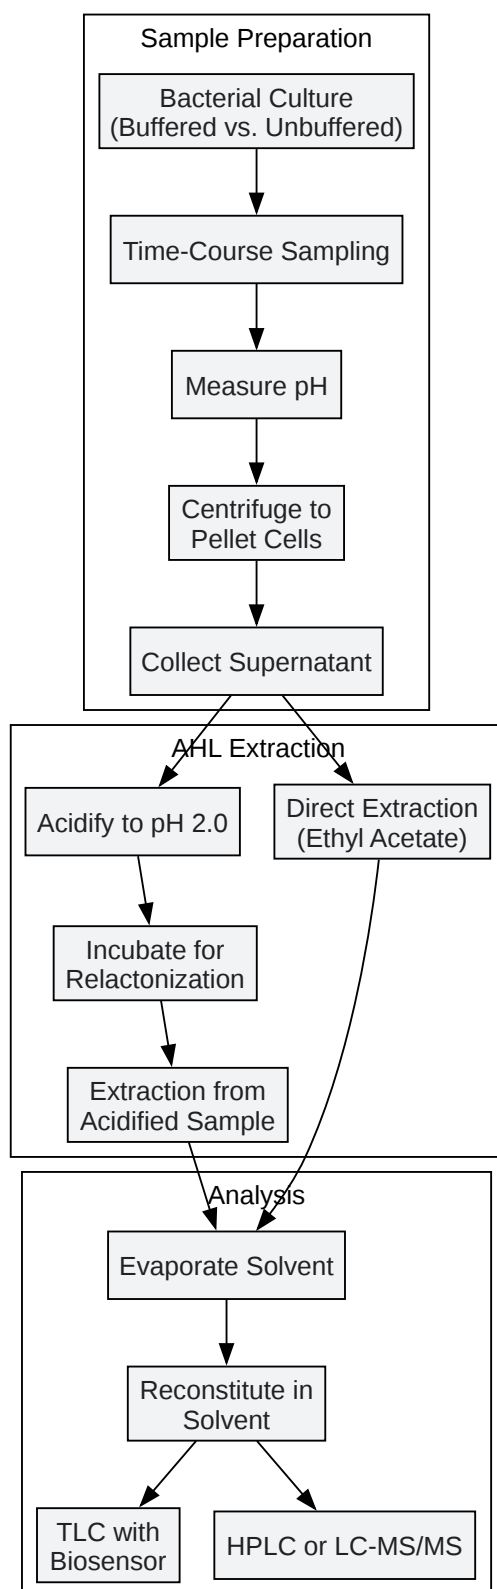 Sample Preparation
Bacterial Culture
(Buffered vs. Unbuffered)
Time-Course Sampling
Measure pH
Centrifuge to
Pellet Cells
Collect Supernatant
AHL Extraction
Acidify to pH 2.0
Direct Extraction
(Ethyl Acetate)
Incubate for
Relactonization
Extraction from
Acidified Sample
Analysis
Evaporate Solvent
Reconstitute in
Solvent
TLC with
Biosensor
HPLC or LC-MS/MS